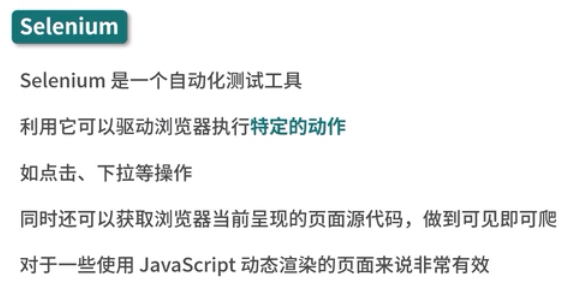 Selenium
Selenium 是一个自动化测试工具
利用它可以驱动浏览器执行特定的动作
如点击、下拉等操作
同时还可以获取浏览器当前呈现的页面源代码，做到可见即可爬
对于一些使用 JavaScript 动态渲染的页面来说非常有效